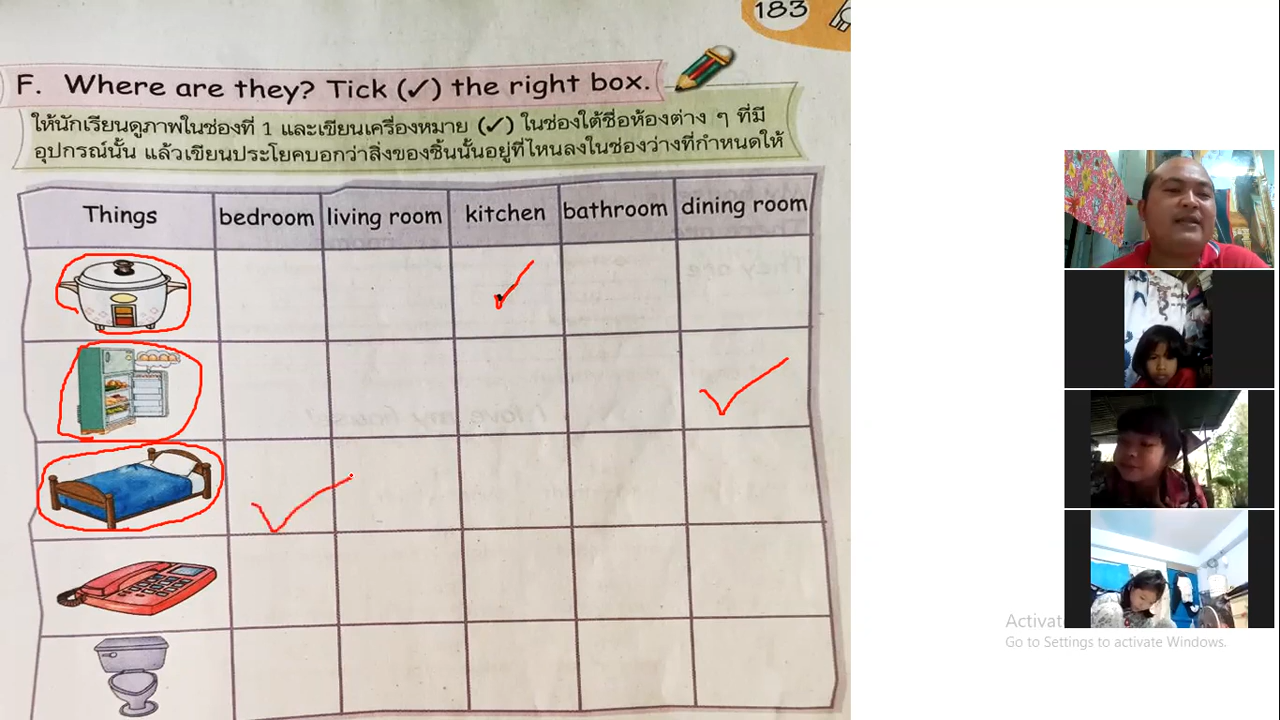 183
F. Where are they? Tick (✓) the right box.
ให้นักเรียนดูภาพในช่องที่ 1 และเขียนเครื่องหมาย (✓) ในช่องใต้ชื่อห้องต่าง ๆ ที่มี
อุปกรณ์นั้น แล้วเขียนประโยคบอกว่าสิ่งของชิ้นนั้นอยู่ที่ไหนลงในช่องว่างที่กำหนดให้
Things bedroom living room kitchen bathroom dining room
I love my house!
Activat
Go to Settings to activate Windows.